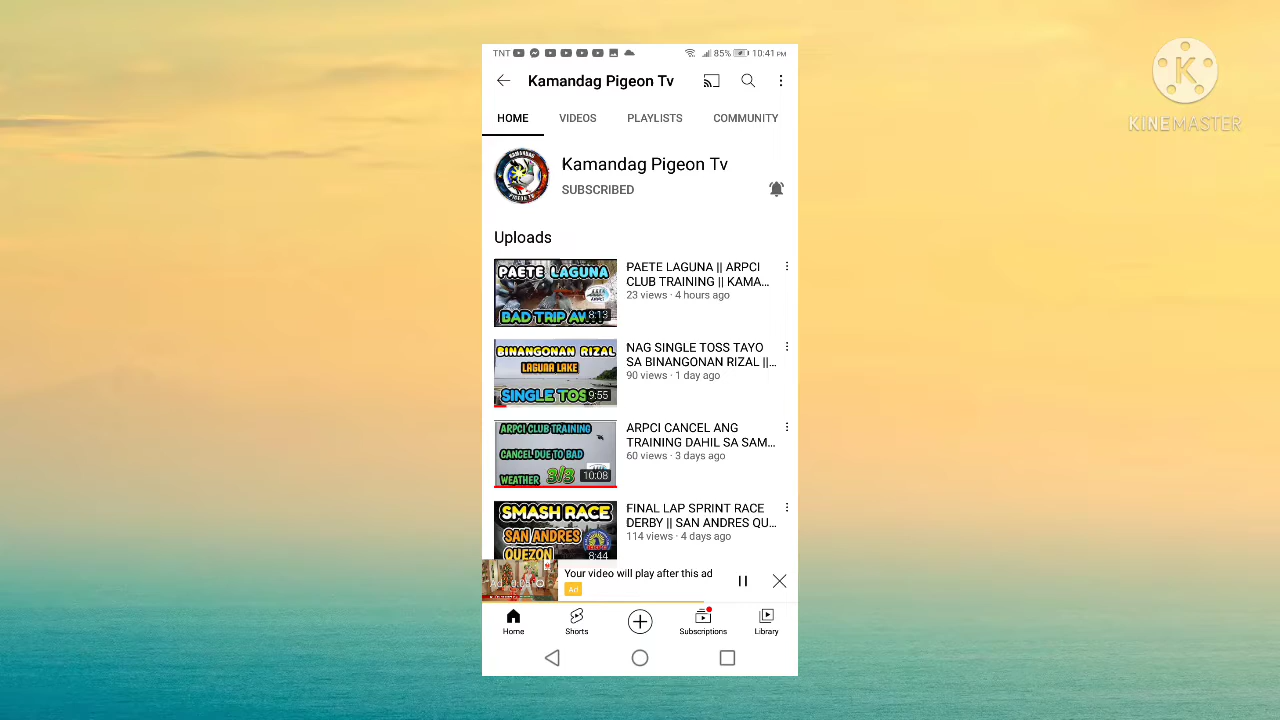 TNT 85% 10:41 PM
Kamandag Pigeon Tv
HOME VIDEOS PLAYLISTS COMMUNITY
KAMANDAG
PIGEON TV
Kamandag Pigeon Tv
SUBSCRIBED
Uploads
PAETE LAGUNA
BAD TRIP
8:13
PAETE LAGUNA || ARPCI
CLUB TRAINING || KAMA...
23 views · 4 hours ago
BINANGONAN RIZAL
LAGUNA LAKE
SINGLE TOS
9:55
NAG SINGLE TOSS TAYO
SA BINANGONAN RIZAL ||...
90 views · 1 day ago
ARPCI CLUB TRAINING
CANCEL DUE TO BAD
WEATHER 3/3
10:08
ARPCI CANCEL ANG
TRAINING DAHIL SA SAM...
60 views · 3 days ago
SMASH RACE
SAN ANDRES
QUEZON
8:44
FINAL LAP SPRINT RACE
DERBY || SAN ANDRES QU...
114 views · 4 days ago
Your video will play after this ad
Ad
Home Shorts Subscriptions Library
K
KINEMASTER